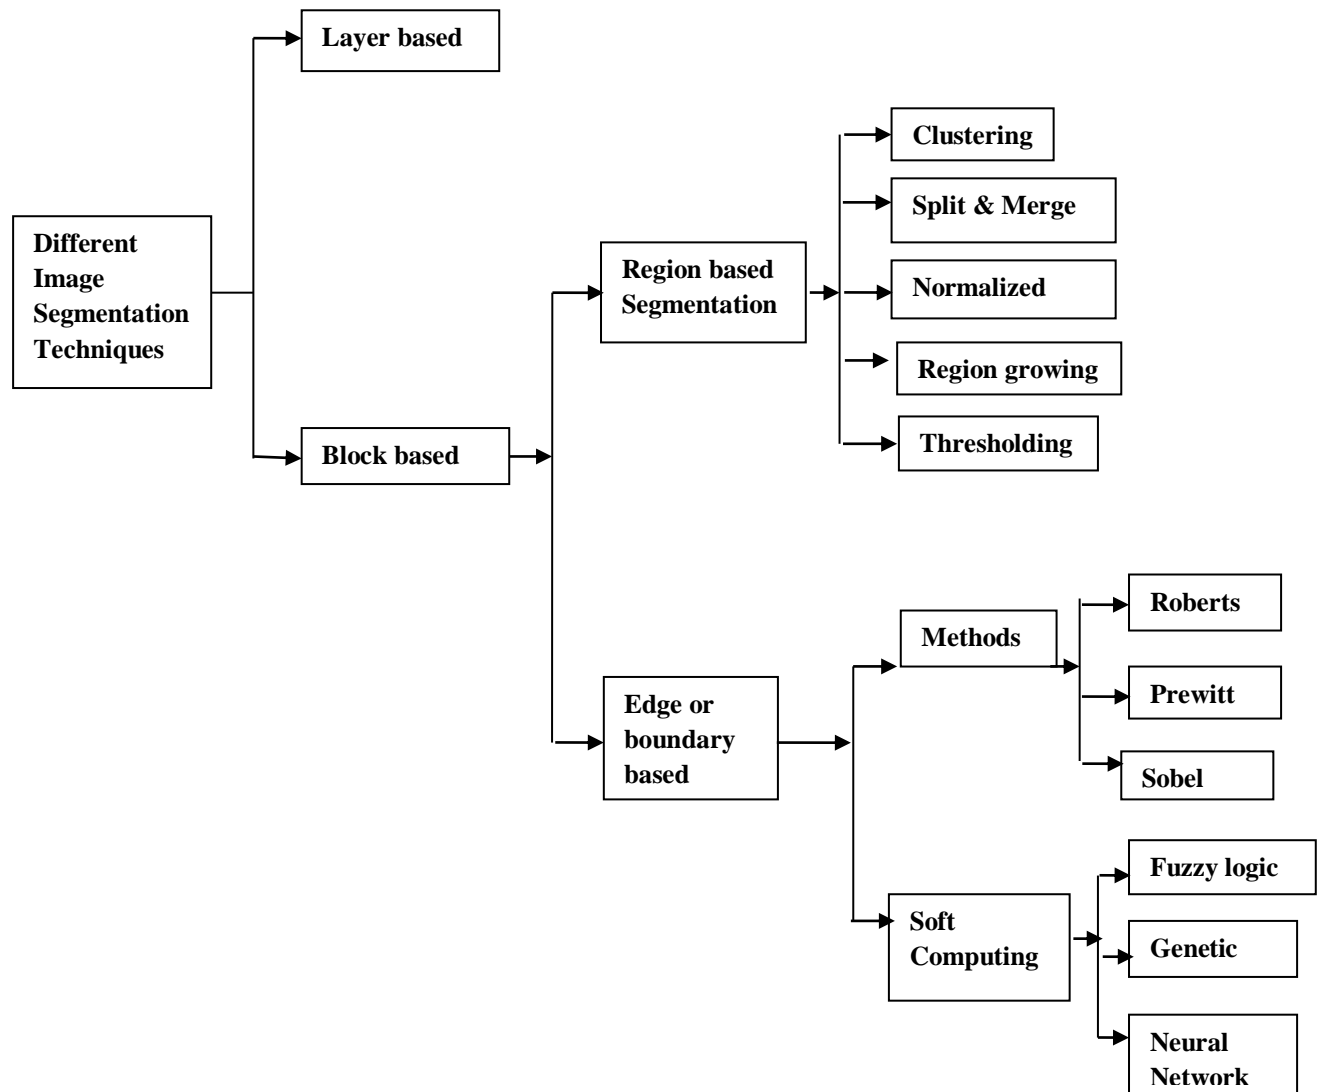 Layer based
Clustering
Split & Merge
Different
Image
Segmentation
Techniques
Region based
Segmentation
Normalized
Region growing
Block based
Thresholding
Roberts
Methods
Prewitt
Edge or
boundary
based
Sobel
Fuzzy logic
Soft
Computing
Genetic
Neural
Network